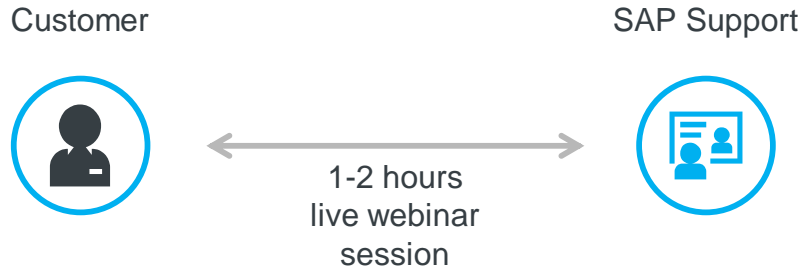 Customer
SAP Support
1-2 hours
live webinar
session